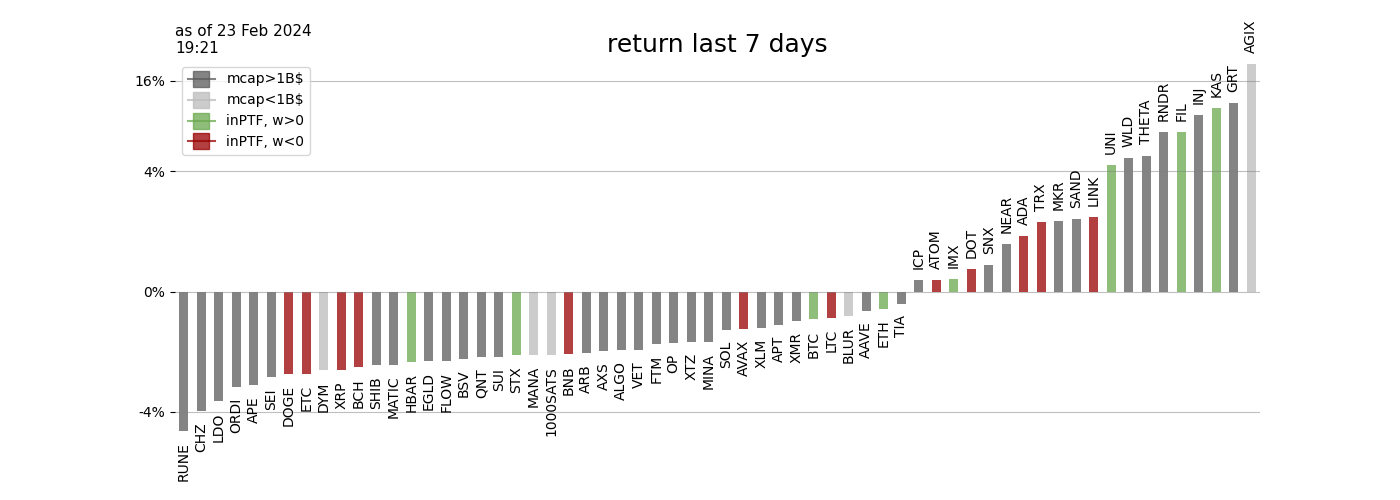 as of 23 Feb 2024
19:21
return last 7 days
mcap>1B$
mcap<1B$
inPTF, w>0
inPTF, w<0
16%
4%
0%
-4%
RUNE
CHZ
LDO
ORDI
APE
SEI
DOGE
ETC
DYM
XRP
BCH
SHIB
MATIC
HBAR
EGLD
FLOW
BSV
QNT
SUI
STX
MANA
1000SATS
BNB
ARB
AXS
ALGO
VET
FTM
OP
XTZ
MINA
SOL
AVAX
XLM
APT
XMR
BTC
LTC
BLUR
AAVE
ETH
TIA
ICP
ATOM
IMX
DOT
SNX
NEAR
ADA
TRX
MKR
SAND
LINK
UNI
WLD
THETA
RNDR
FIL
INJ
KAS
GRT
AGIX